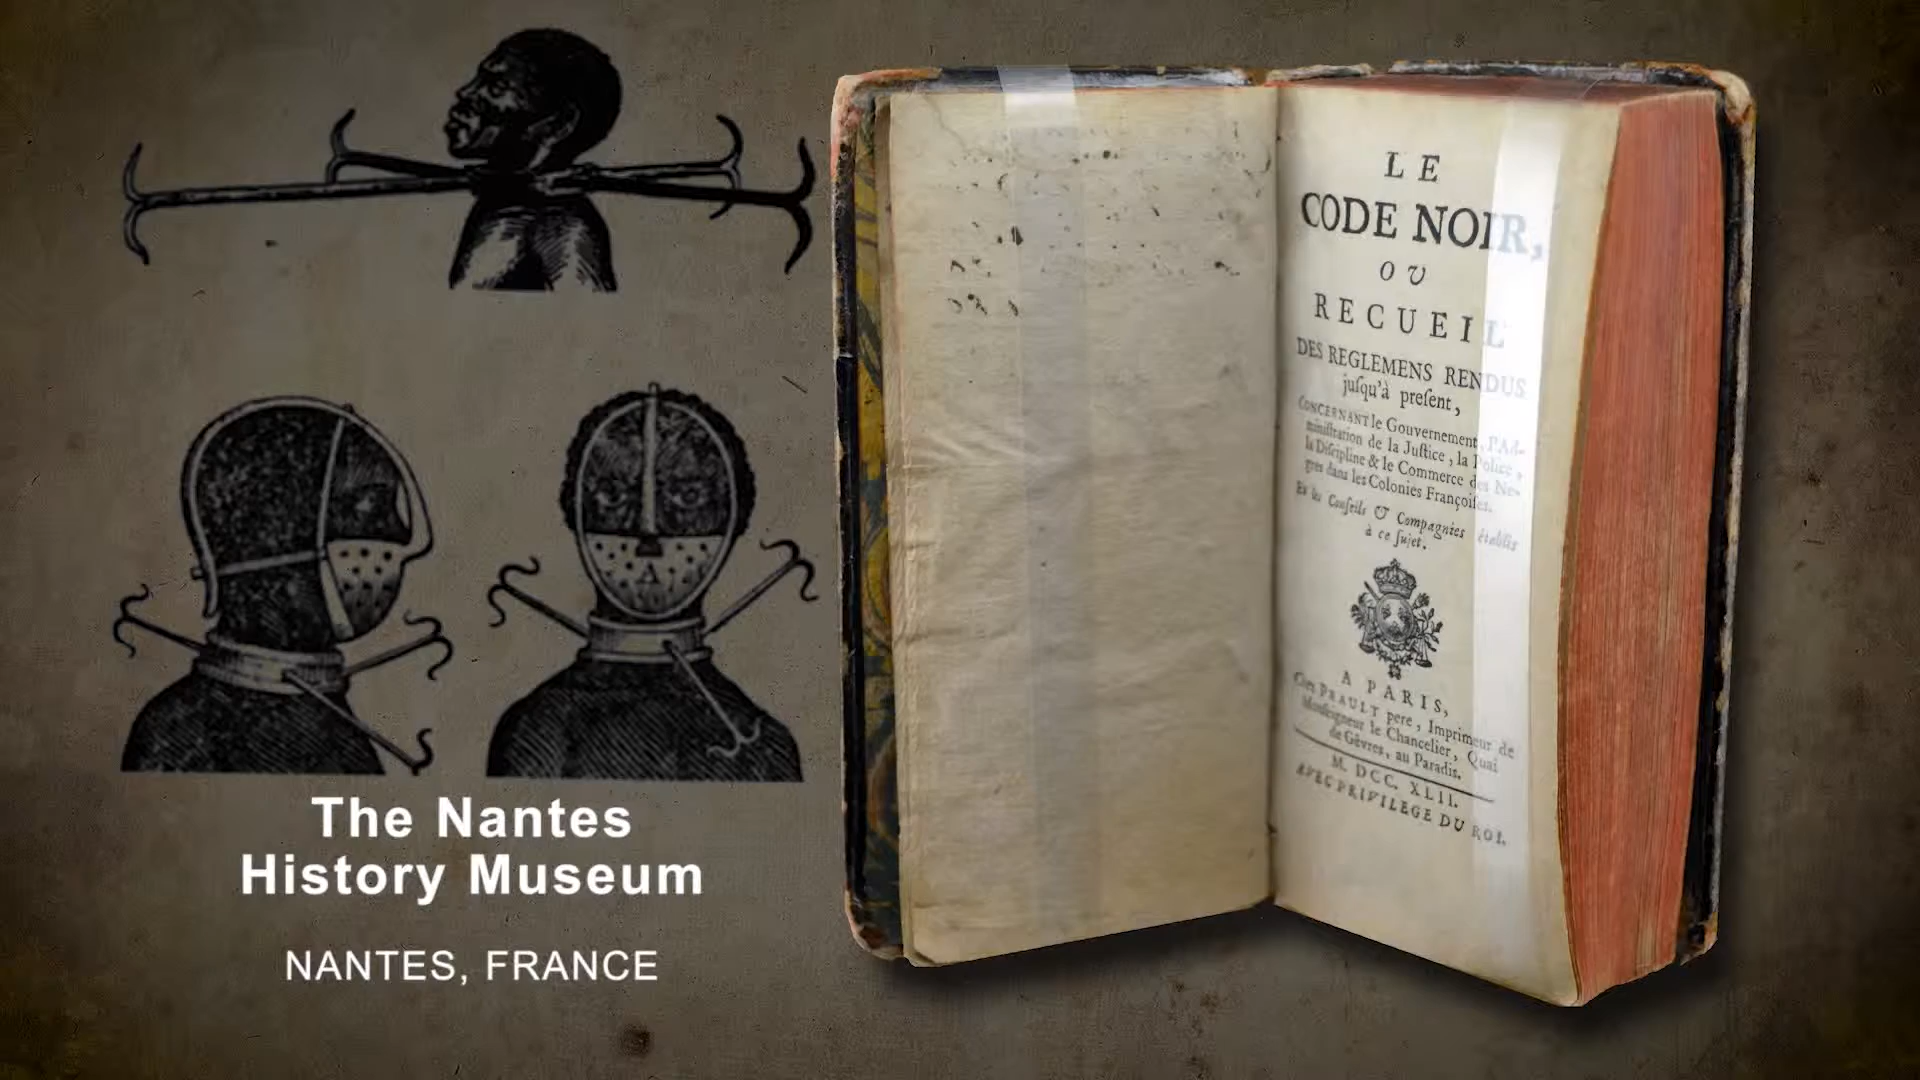 The Nantes
History Museum
NANTES, FRANCE
LE
CODE NOIR,
OU
RECUEIL
DES REGLEMENS RENDUS
juſqu'à preſent,
CONCERNANT le Gouvernement, l'Ad-
miniſtration de la Juſtice, la Police,
la Diſcipline & le Commerce des Ne-
gres dans les Colonies Françoiſes.
Et les Conſeils & Compagnies établis
à ce ſujet.
A PARIS,
Chez PRAULT pere, Imprimeur de
Monſeigneur le Chancelier, Quai
de Gêvres, au Paradis.
M. DCC. XLII.
AVEC PRIVILEGE DU ROI.
A